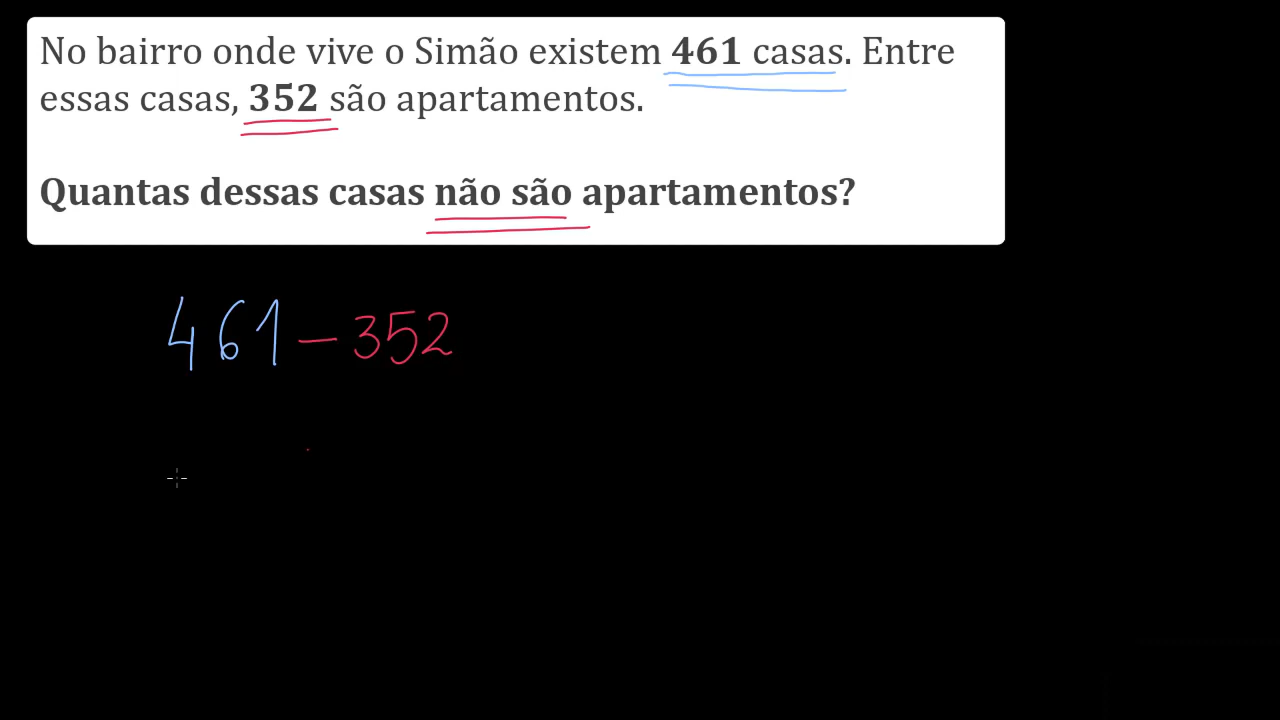 No bairro onde vive o Simão existem 461 casas. Entre
essas casas, 352 são apartamentos.
Quantas dessas casas não são apartamentos?
461 – 352